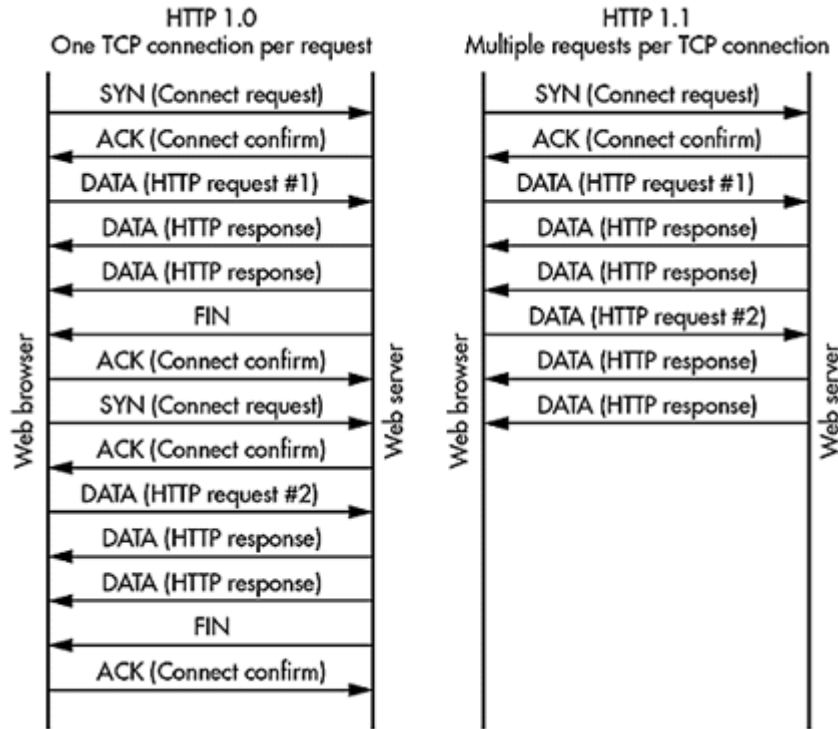 HTTP 1.0
One TCP connection per request
SYN (Connect request)
ACK (Connect confirm)
DATA (HTTP request #1)
DATA (HTTP response)
DATA (HTTP response)
FIN
ACK (Connect confirm)
SYN (Connect request)
ACK (Connect confirm)
DATA (HTTP request #2)
DATA (HTTP response)
DATA (HTTP response)
FIN
ACK (Connect confirm)
Web browser
Web server
HTTP 1.1
Multiple requests per TCP connection
SYN (Connect request)
ACK (Connect confirm)
DATA (HTTP request #1)
DATA (HTTP response)
DATA (HTTP response)
DATA (HTTP request #2)
DATA (HTTP response)
DATA (HTTP response)
Web browser
Web server